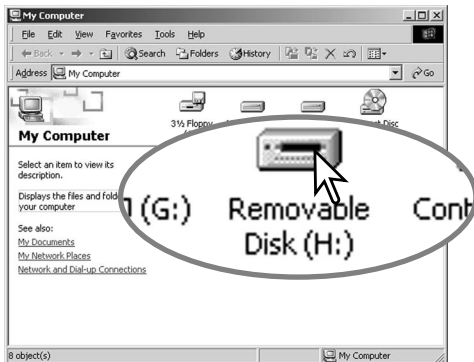 My Computer
File Edit View Favorites Tools Help
Back Search Folders History
Address My Computer Go
3½ Floppy Disc
My Computer
Select an item to view its
description.
Displays the files and fold
your computer
See also:
My Documents
My Network Places
Network and Dial-up Connections
(G:) Removable Cont
Disk (H:)
8 object(s) My Computer